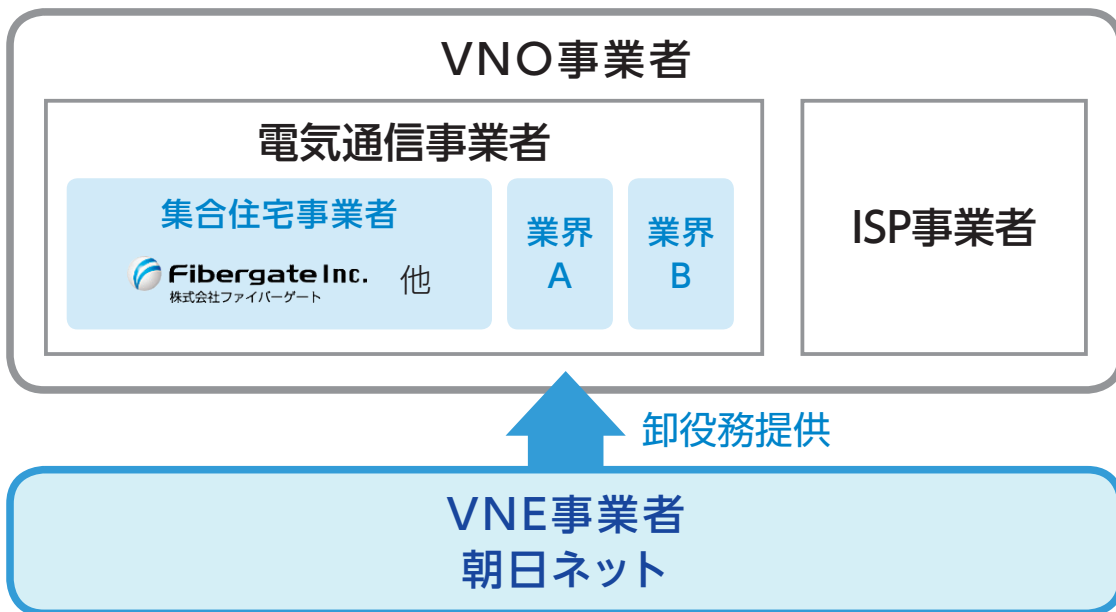 VNO事業者
電気通信事業者
集合住宅事業者
Fibergate Inc.
株式会社ファイバーゲート
他
業界
A
業界
B
ISP事業者
卸役務提供
VNE事業者
朝日ネット